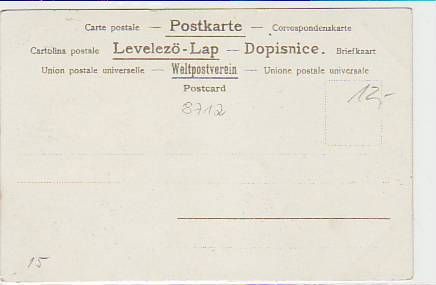 Carte postale — Postkarte — Correspondenskarte
Cartolina postale Levelező-Lap — Dopisnice. Briefkaart
Union postale universelle — Weltpostverein — Unione postale universale
Postcard
8712
12,-
15